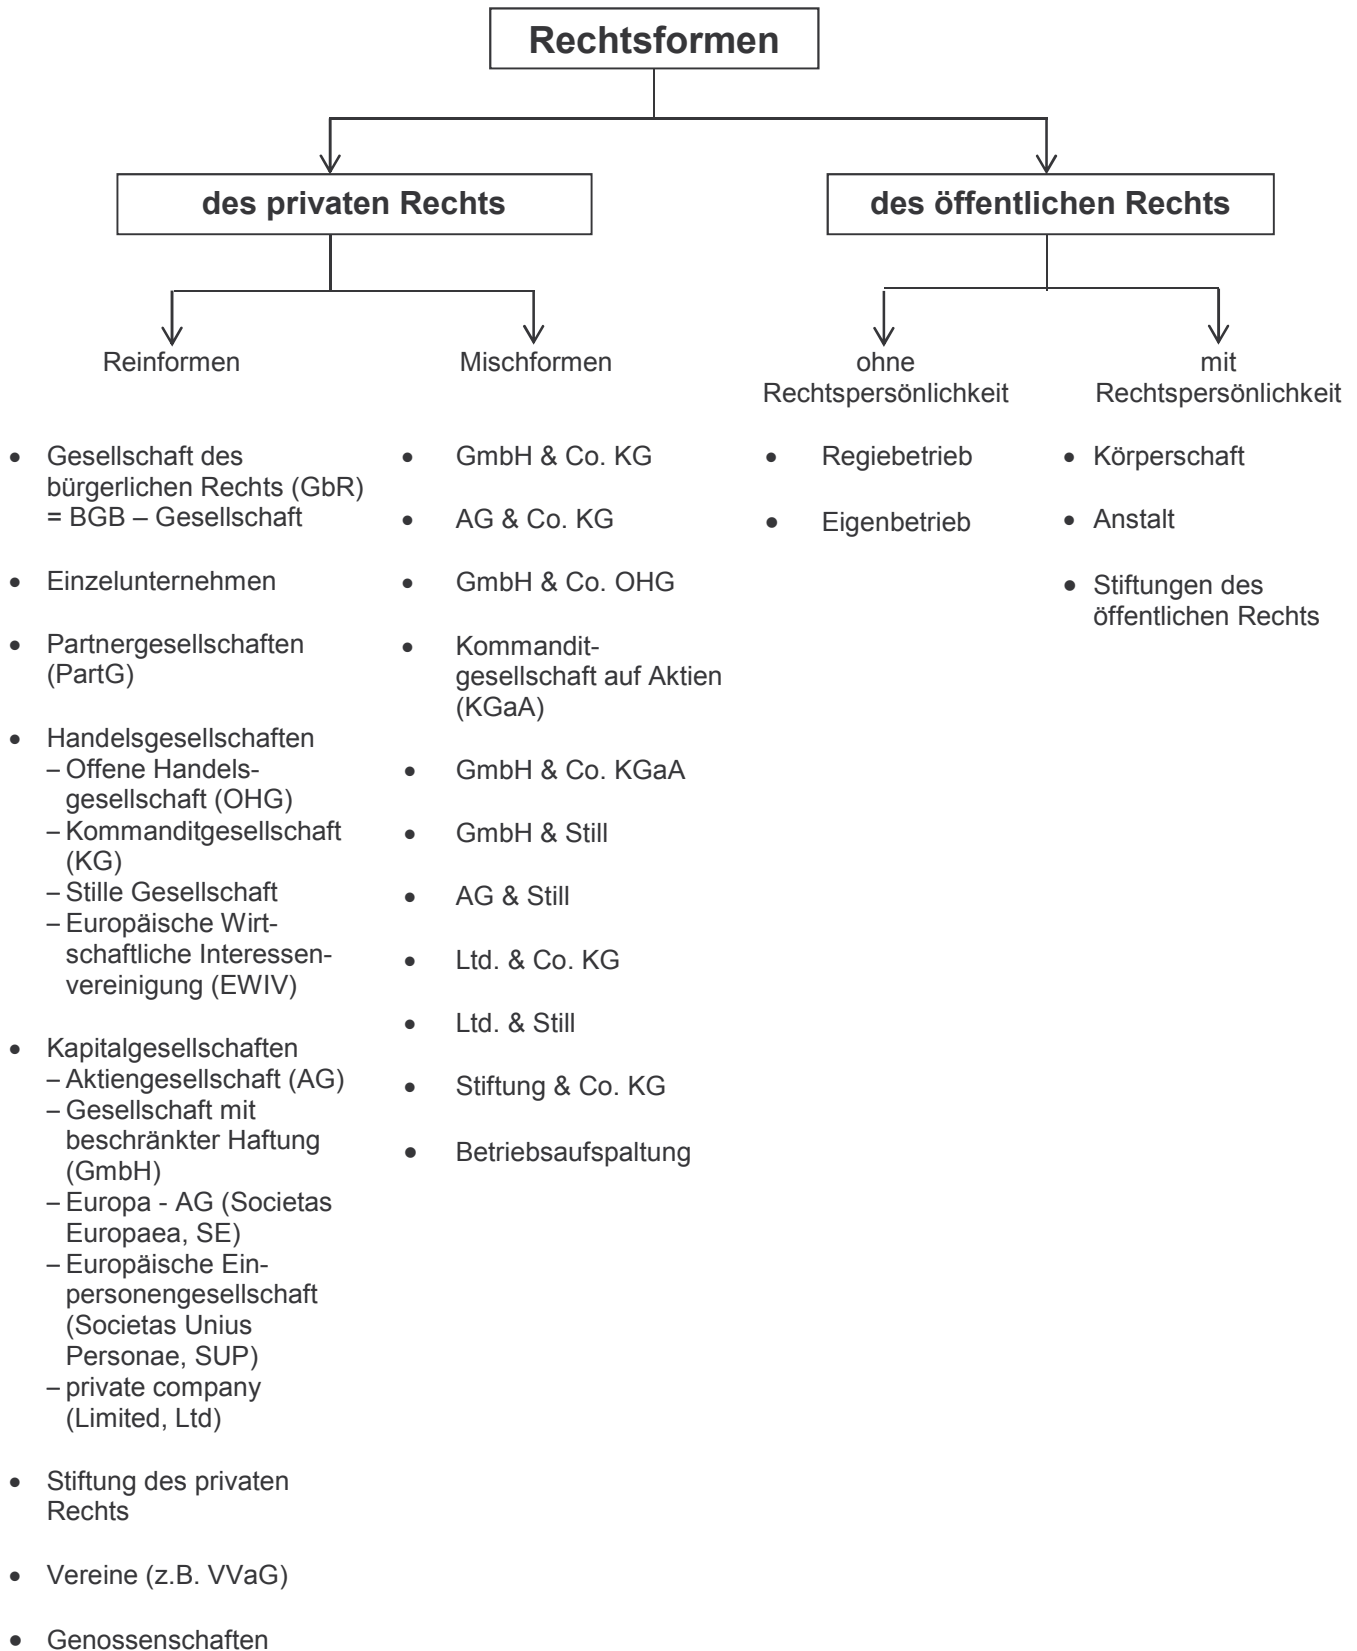 Rechtsformen
des privaten Rechts
des öffentlichen Rechts
Reinformen
Mischformen
ohne
Rechtspersönlichkeit
mit
Rechtspersönlichkeit
• Gesellschaft des
bürgerlichen Rechts (GbR)
= BGB – Gesellschaft
• Einzelunternehmen
• Partnergesellschaften
(PartG)
• Handelsgesellschaften
– Offene Handels-
gesellschaft (OHG)
– Kommanditgesellschaft
(KG)
– Stille Gesellschaft
– Europäische Wirt-
schaftliche Interessen-
vereinigung (EWIV)
• Kapitalgesellschaften
– Aktiengesellschaft (AG)
– Gesellschaft mit
beschränkter Haftung
(GmbH)
– Europa - AG (Societas
Europaea, SE)
– Europäische Ein-
personengesellschaft
(Societas Unius
Personae, SUP)
– private company
(Limited, Ltd)
• Stiftung des privaten
Rechts
• Vereine (z.B. VVaG)
• Genossenschaften
• GmbH & Co. KG
• AG & Co. KG
• GmbH & Co. OHG
• Kommandit-
gesellschaft auf Aktien
(KGaA)
• GmbH & Co. KGaA
• GmbH & Still
• AG & Still
• Ltd. & Co. KG
• Ltd. & Still
• Stiftung & Co. KG
• Betriebsaufspaltung
• Regiebetrieb
• Eigenbetrieb
• Körperschaft
• Anstalt
• Stiftungen des
öffentlichen Rechts